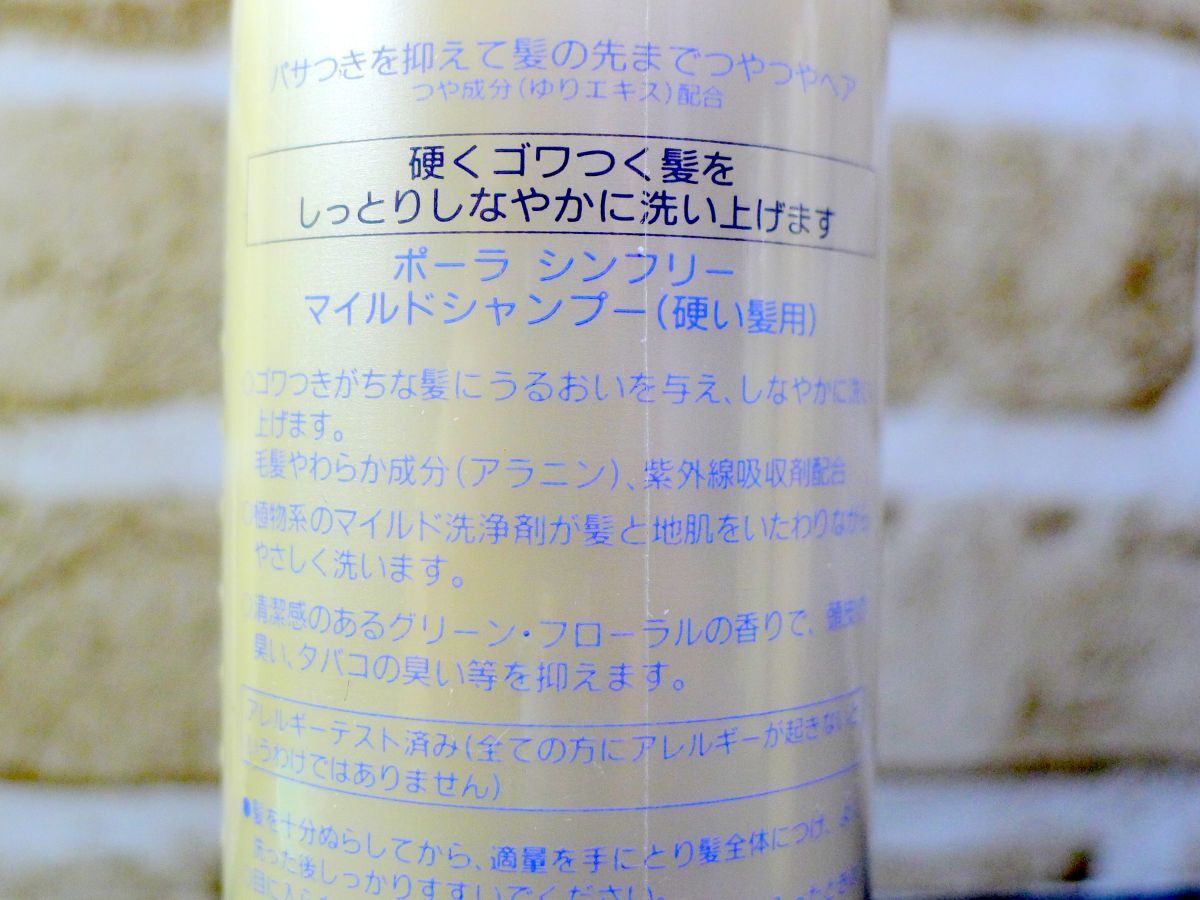 パサつきを抑えて髪の先までつやつやヘア
つや成分(ゆりエキス)配合
硬くゴワつく髪を
しっとりしなやかに洗い上げます
ポーラ シンフリー
マイルドシャンプー(硬い髪用)
○ゴワつきがちな髪にうるおいを与え、しなやかに洗い
上げます。
毛髪やわらか成分(アラニン)、紫外線吸収剤配合
○植物系のマイルド洗浄剤が髪と地肌をいたわりながら
やさしく洗います。
○清潔感のあるグリーン・フローラルの香りで、頭皮の
臭い、タバコの臭い等を抑えます。
アレルギーテスト済み(全ての方にアレルギーが起きないと
いうわけではありません)
●髪を十分ぬらしてから、適量を手にとり髪全体につけ、
洗った後しっかりすすいでください。
目に入っ